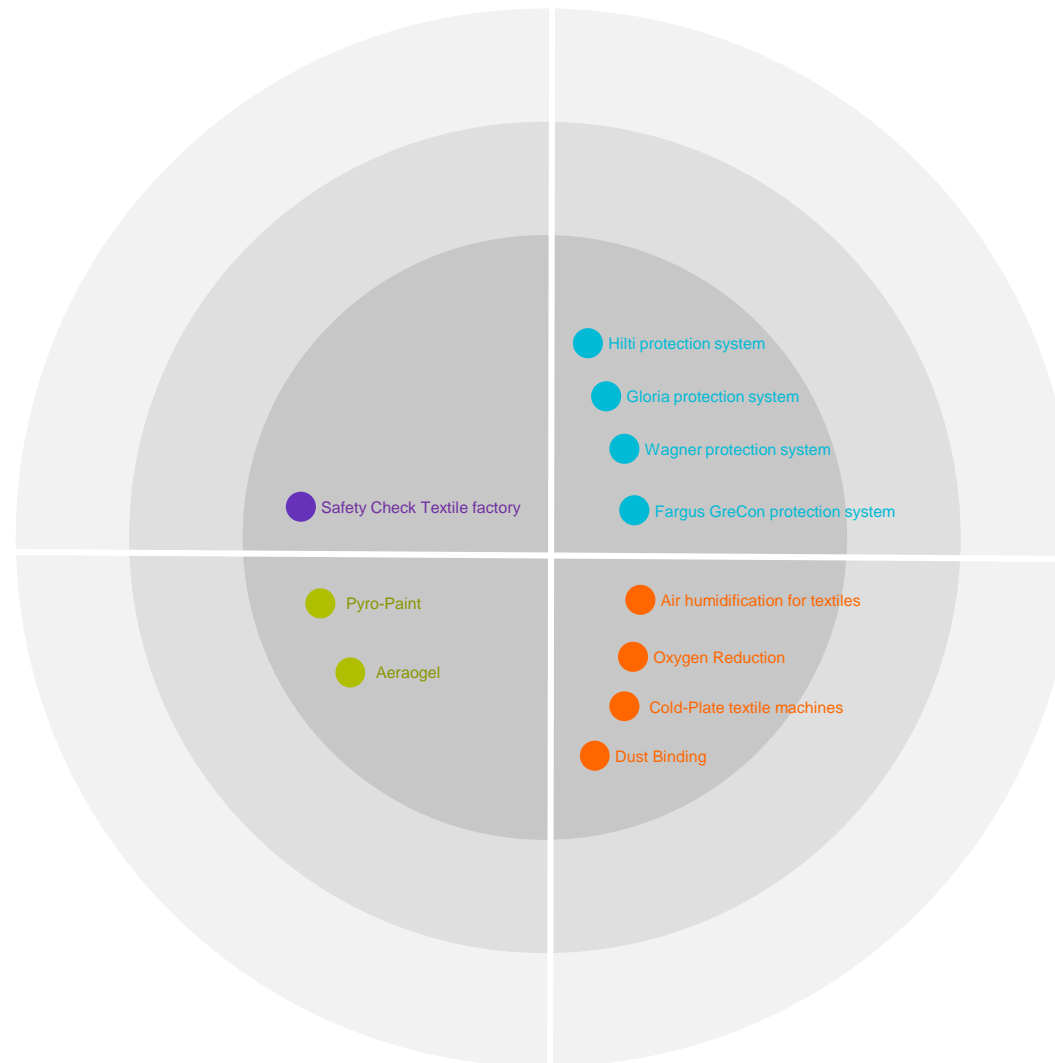 Hilti protection system
Gloria protection system
Wagner protection system
Safety Check Textile factory
Fargus GreCon protection system
Air humidification for textiles
Pyro-Paint
Oxygen Reduction
Aeraogel
Cold-Plate textile machines
Dust Binding